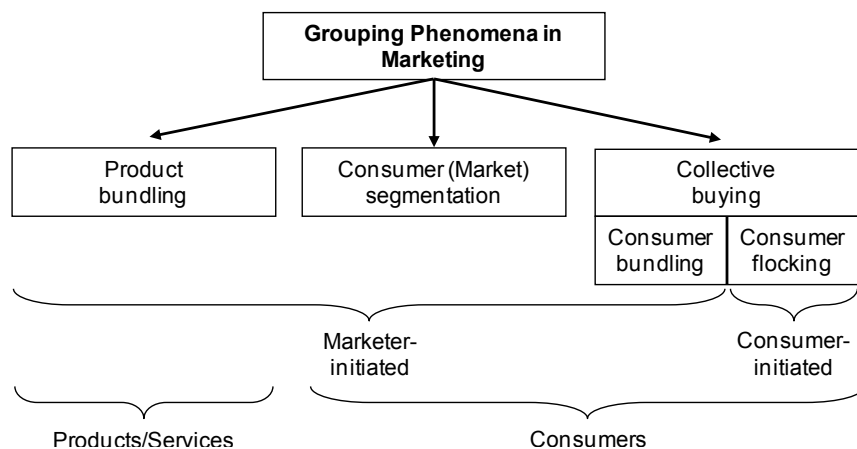 Grouping Phenomena in
Marketing
Product
bundling
Consumer (Market)
segmentation
Collective
buying
Consumer
bundling
Consumer
flocking
Marketer-
initiated
Consumer-
initiated
Products/Services
Consumers